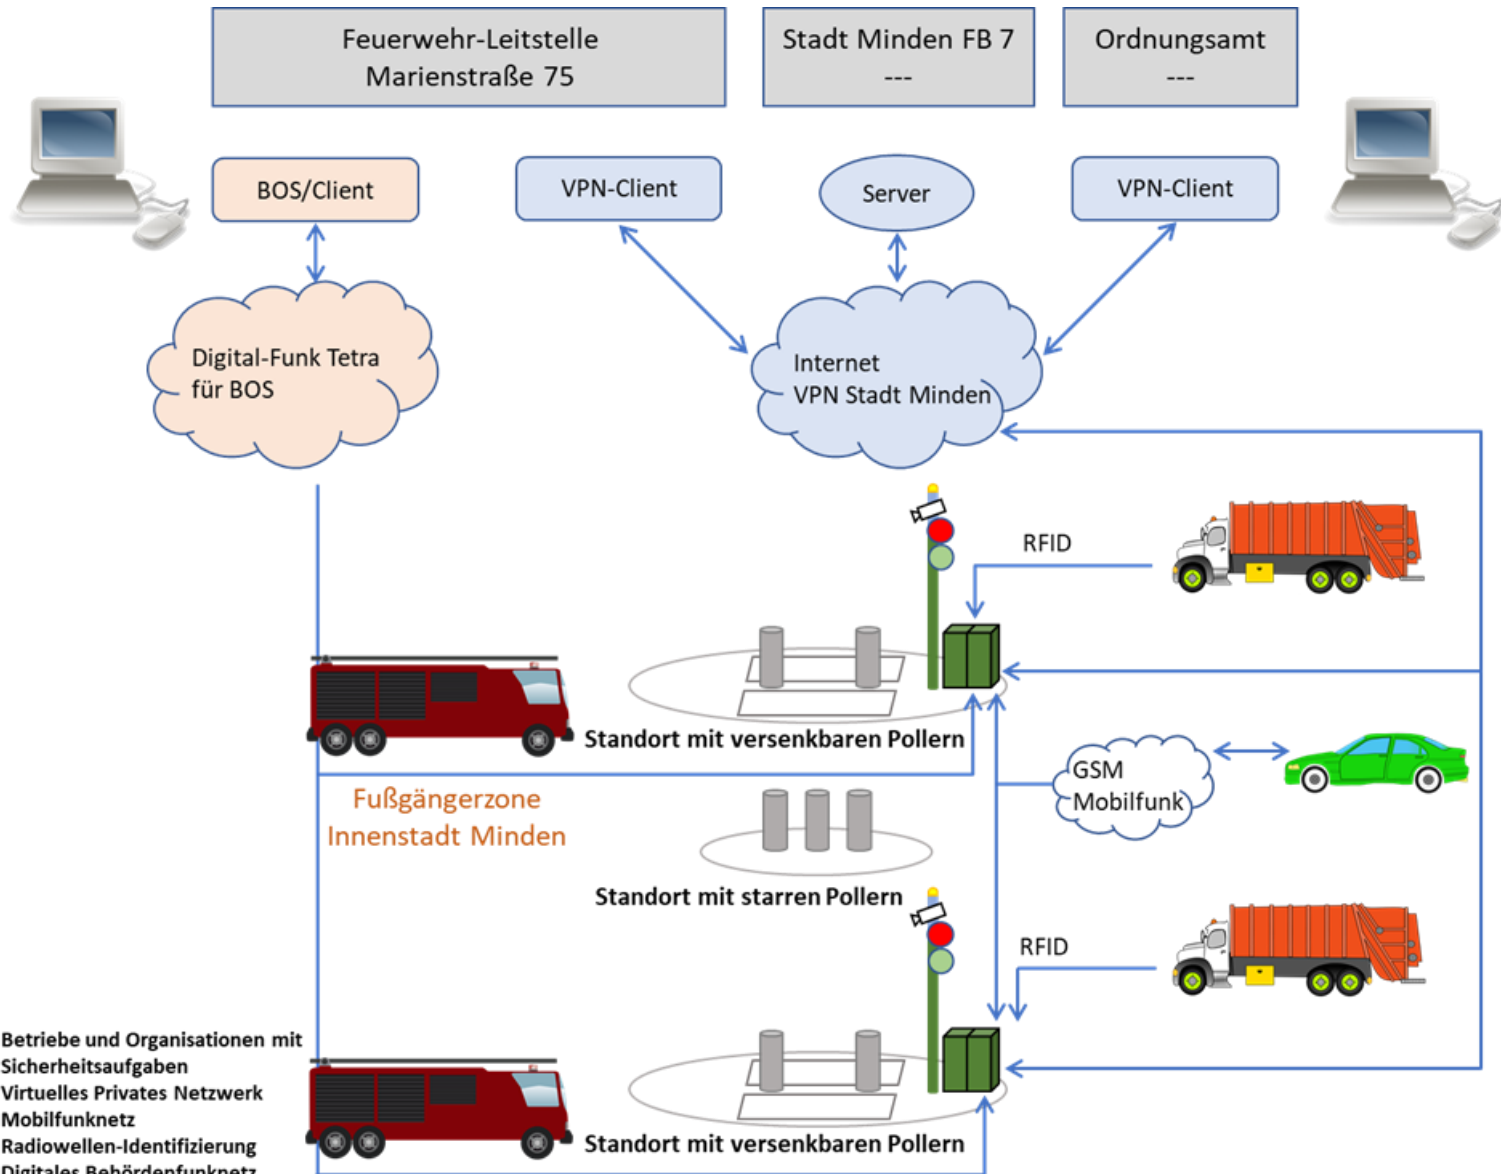 Feuerwehr-Leitstelle
Marienstraße 75
Stadt Minden FB 7
---
Ordnungsamt
---
BOS/Client
VPN-Client
Server
VPN-Client
Digital-Funk Tetra
für BOS
Internet
VPN Stadt Minden
RFID
Standort mit versenkbaren Pollern
GSM
Mobilfunk
Fußgängerzone
Innenstadt Minden
Standort mit starren Pollern
RFID
Betriebe und Organisationen mit
Sicherheitsaufgaben
Virtuelles Privates Netzwerk
Mobilfunknetz
Radiowellen-Identifizierung
Digitales Behördenfunknetz
Standort mit versenkbaren Pollern